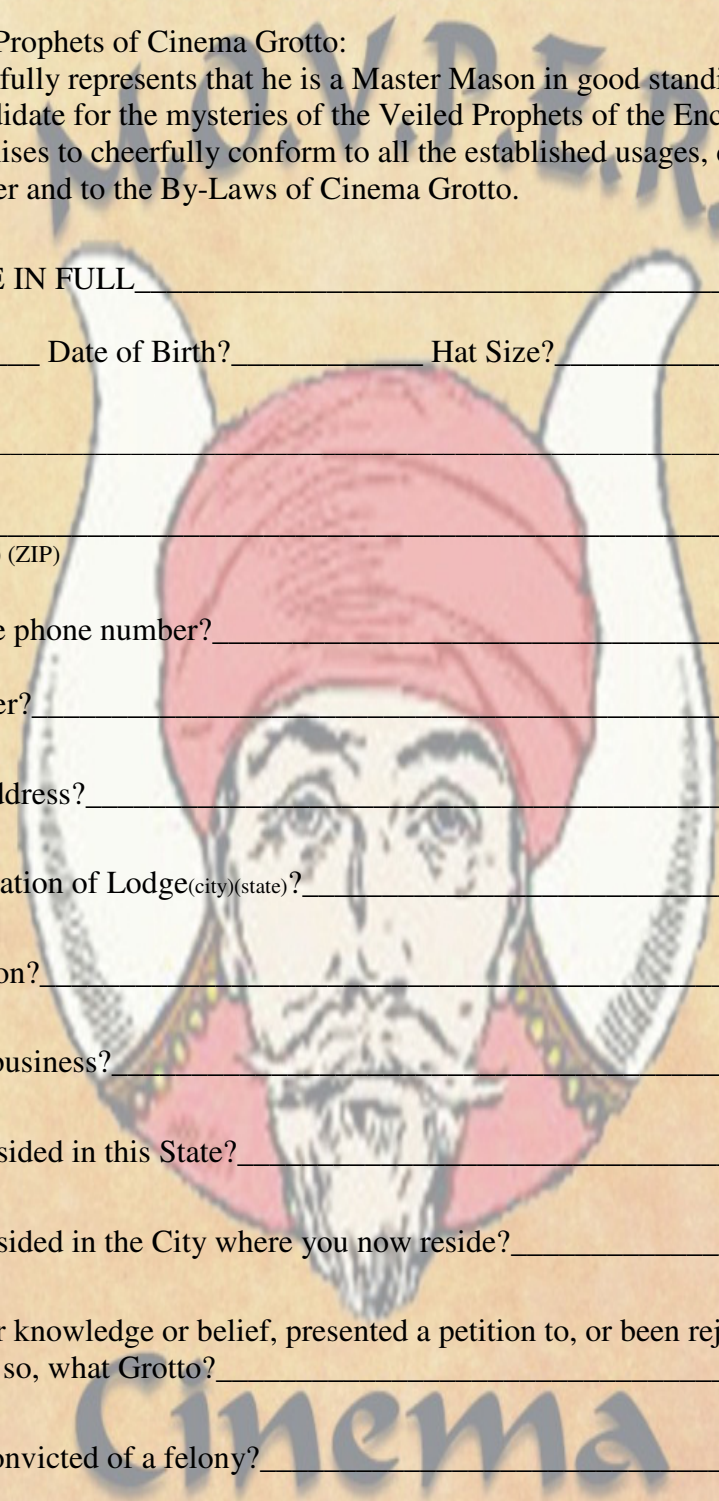 Prophets of Cinema Grotto:
fully represents that he is a Master Mason in good standi
lidate for the mysteries of the Veiled Prophets of the Enc
ises to cheerfully conform to all the established usages,
er and to the By-Laws of Cinema Grotto.
M.O.V.P.E.R.
E IN FULL
Date of Birth? Hat Size?
(ZIP)
e phone number?
er?
ddress?
ation of Lodge(city)(state)?
on?
business?
sided in this State?
sided in the City where you now reside?
r knowledge or belief, presented a petition to, or been rej
so, what Grotto?
Cinema
onvicted of a felony?